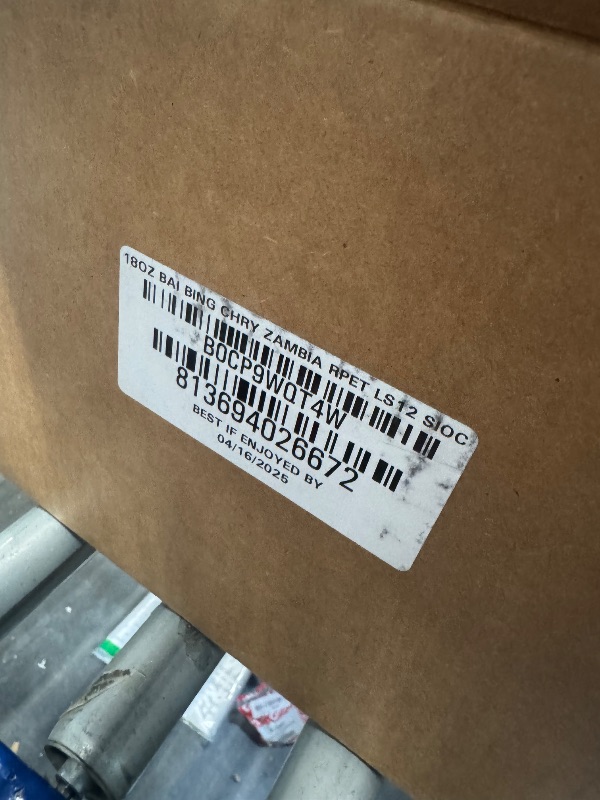 18OZ BAI BING CHRY ZAMBIA RPET LS12 SIOC
B0CP9WQT4W
813694026672
BEST IF ENJOYED BY
04/16/2025